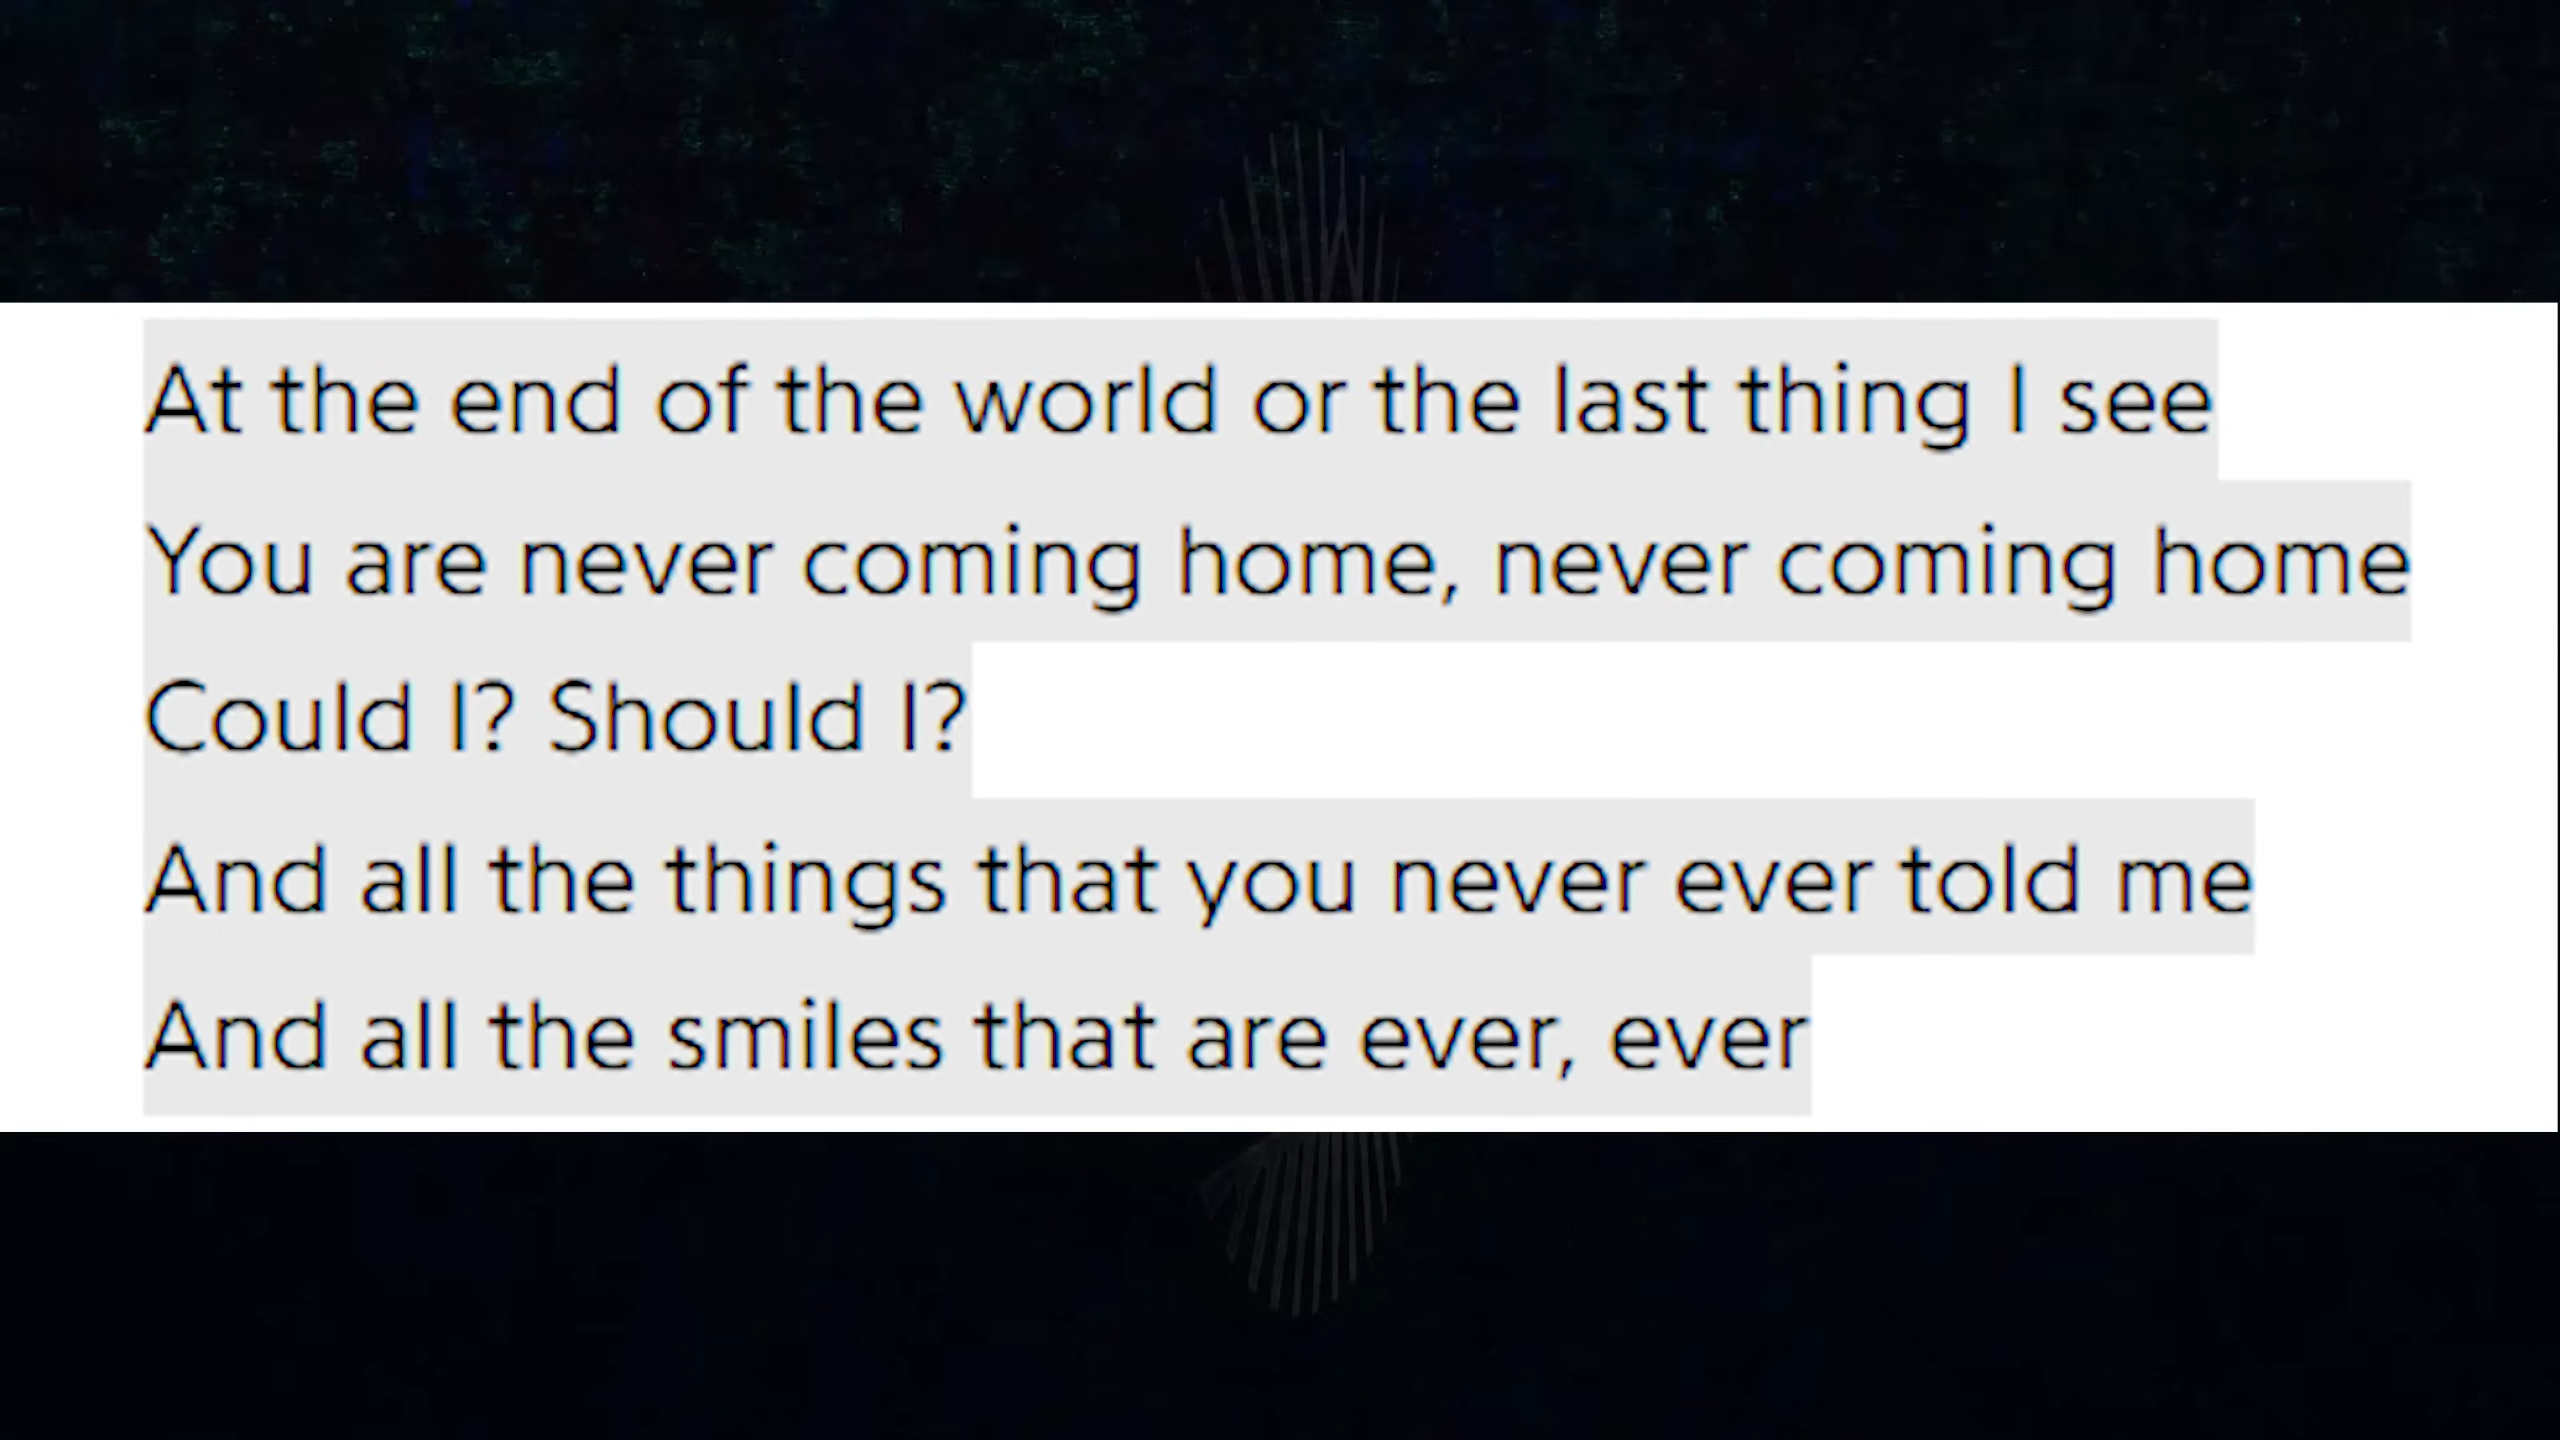 At the end of the world or the last thing I see
You are never coming home, never coming home
Could I? Should I?
And all the things that you never ever told me
And all the smiles that are ever, ever